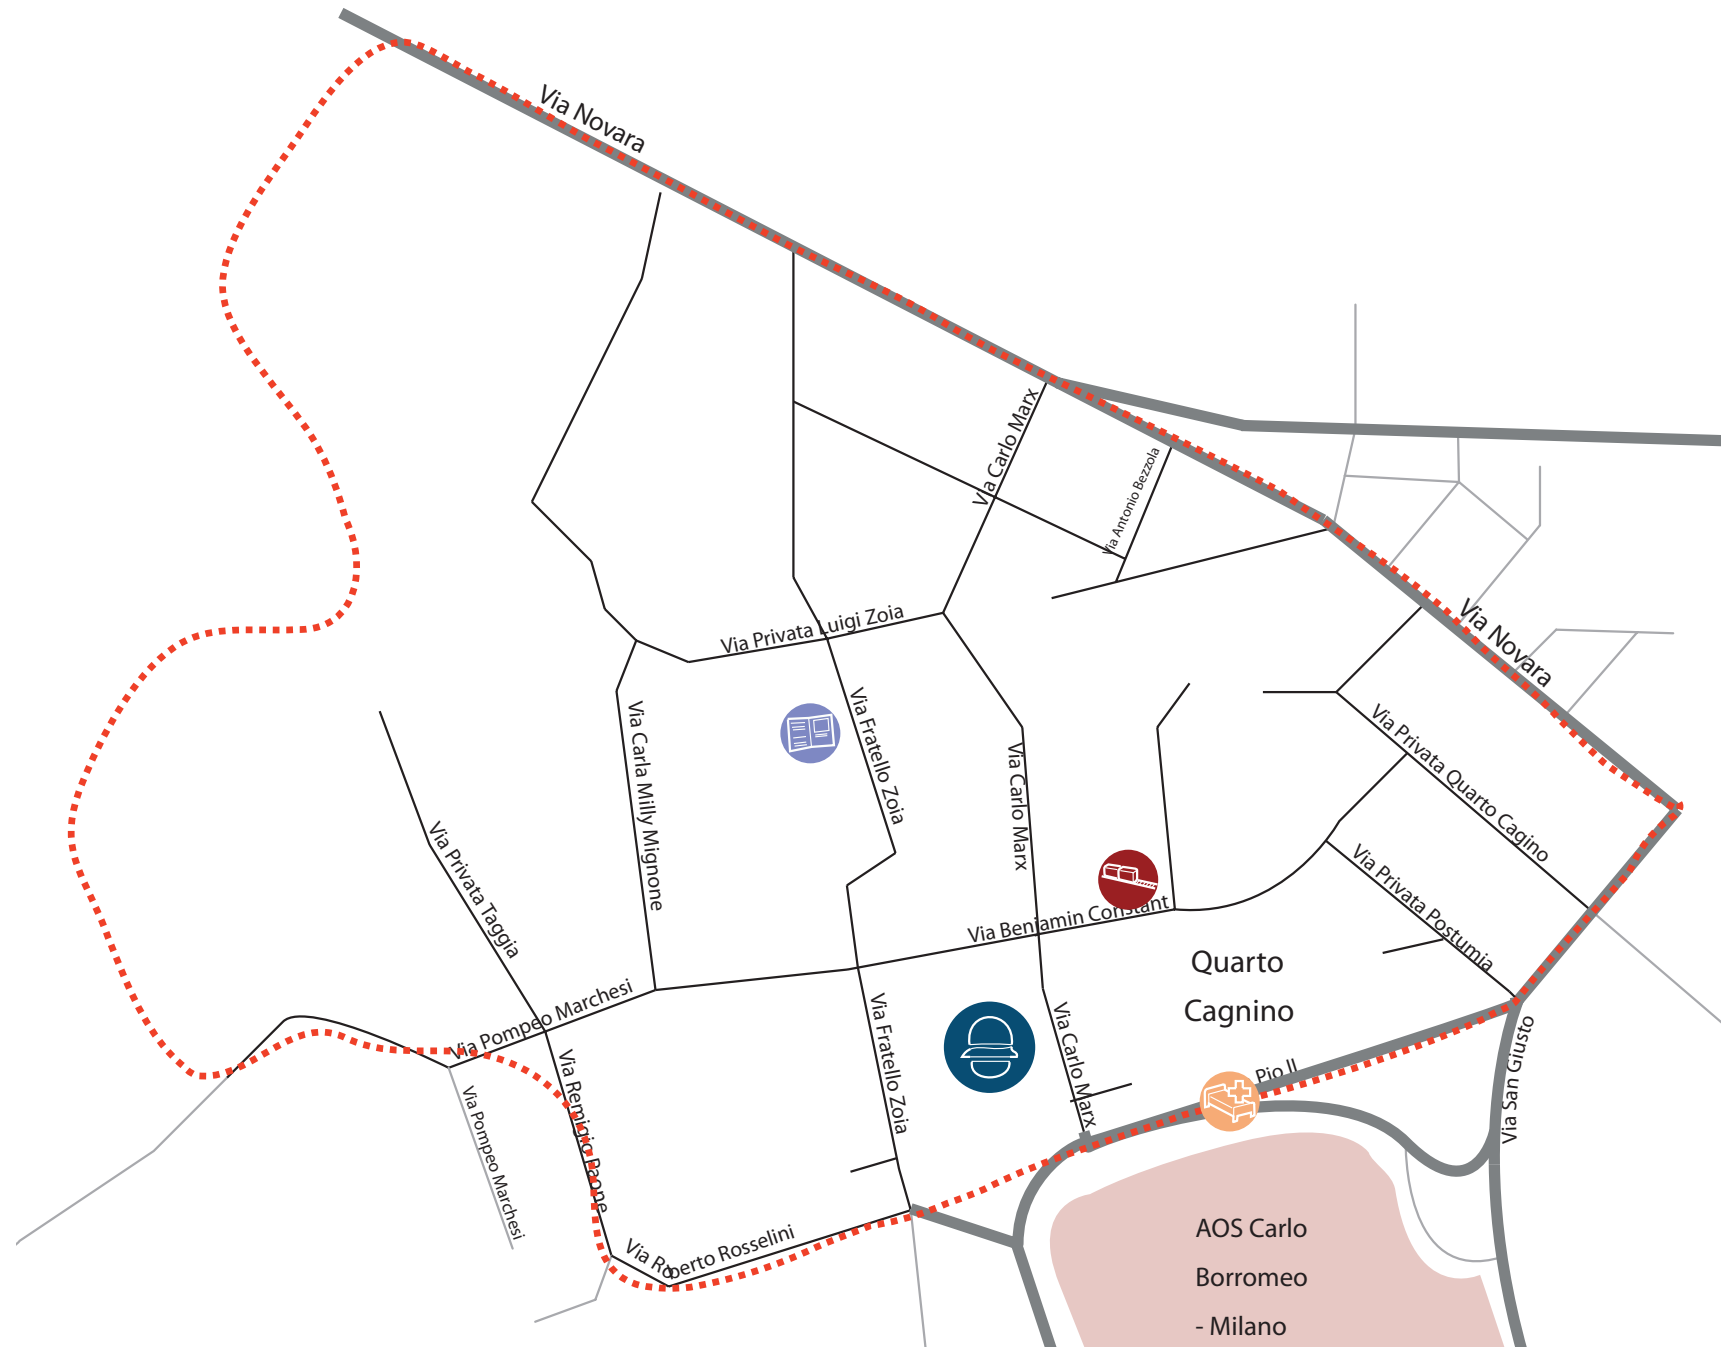 Via Novara
Via Carlo Marx
Via Antonio Bezzola
Via Novara
Via Privata Luigi Zoia
Via Fratello Zoia
Via Carla Milly Mignone
Via Carlo Marx
Via Privata Quarto Cagino
Via Privata Taggia
Via Privata Postumia
Via Benjamin Constant
Quarto
Cagnino
Via Pompeo Marchesi
Via Fratello Zoia
Via Carlo Marx
Via San Giusto
Pio II
Via Remigio Paone
Via Pompeo Marchesi
Via Roberto Rosselini
AOS Carlo
Borromeo
- Milano